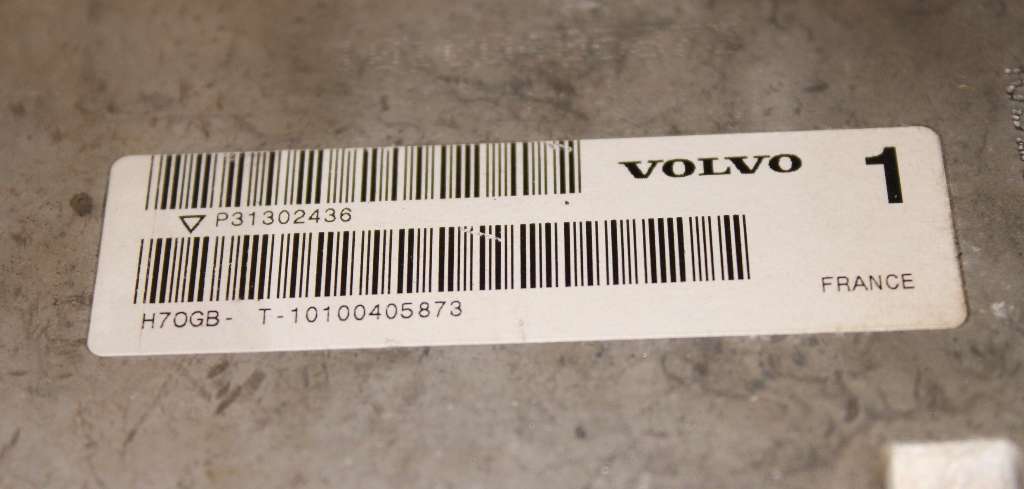 VOLVO 1
P31302436
FRANCE
H70GB- T-10100405873